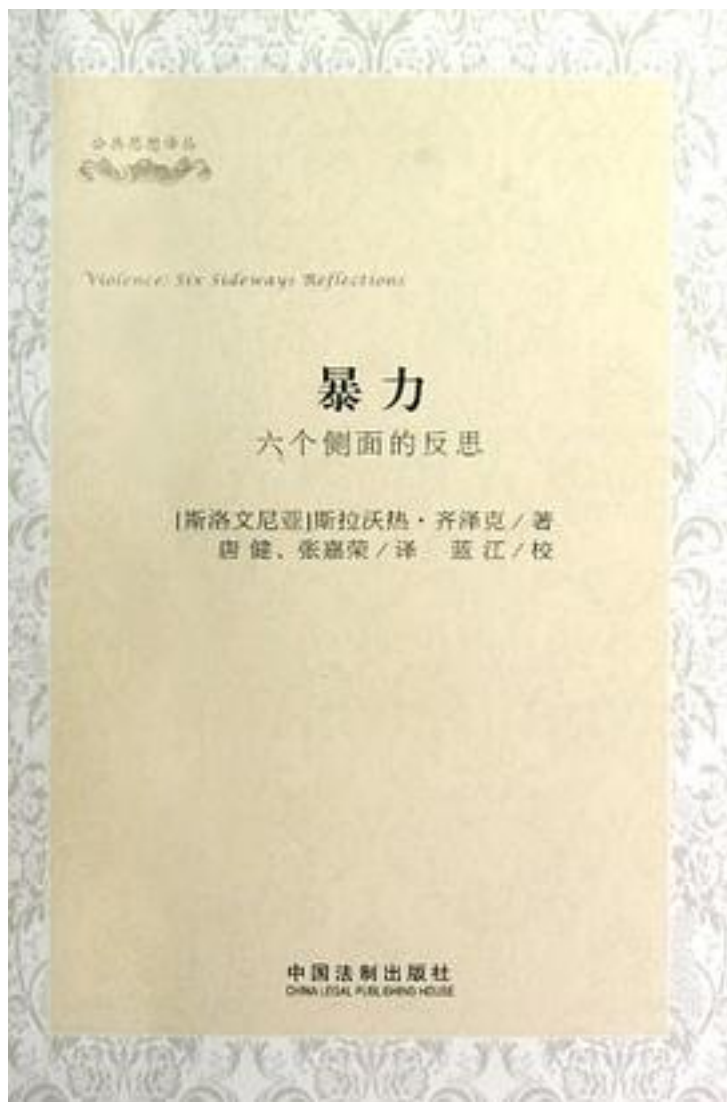 公共思想译丛
Violence: Six Sideways Reflections
暴力
六个侧面的反思
[斯洛文尼亚]斯拉沃热·齐泽克／著
唐 健、张嘉荣／译 蓝 江／校
中国法制出版社
CHINA LEGAL PUBLISHING HOUSE